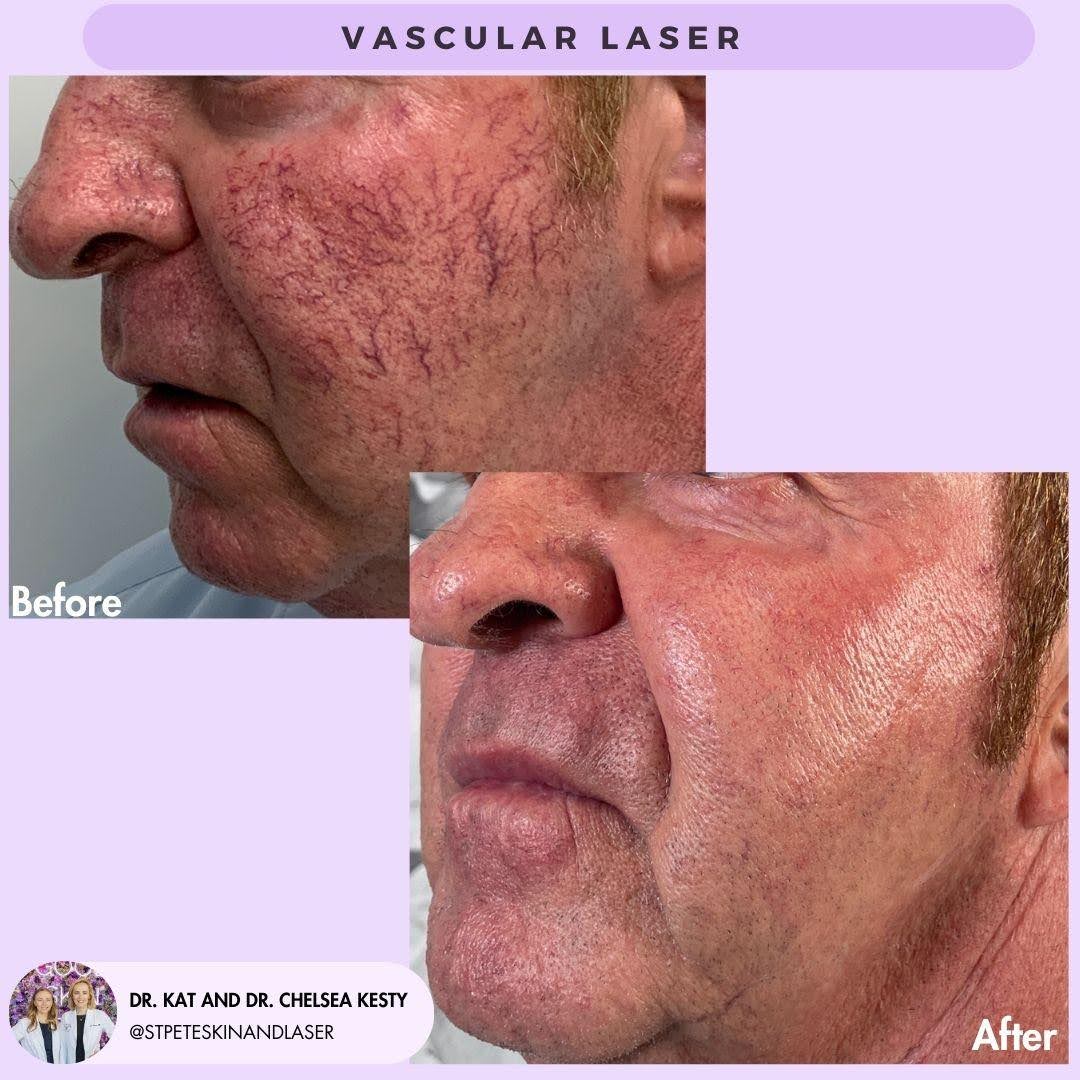 VASCULAR LASER
Before
After
DR. KAT AND DR. CHELSEA KESTY
@STPETESKINANDLASER